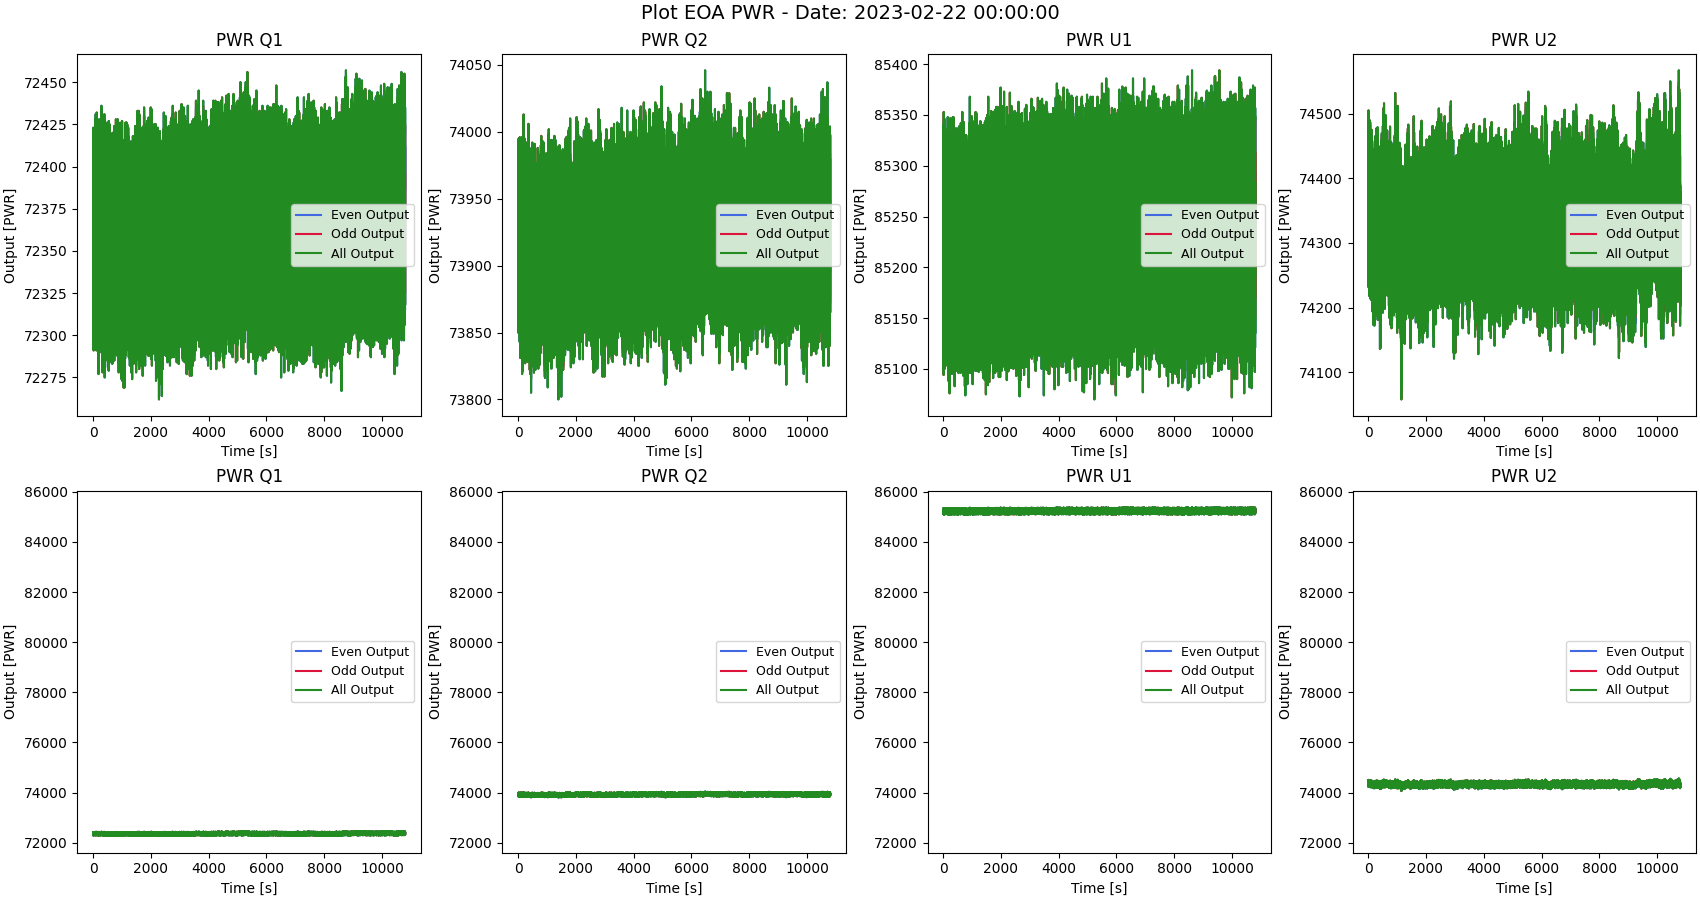 Plot EOA PWR - Date: 2023-02-22 00:00:00
PWR Q1
Output [PWR]
72450
72425
72400
72375
72350
72325
72300
72275
0 2000 4000 6000 8000 10000
Time [s]
Even Output
Odd Output
All Output
PWR Q2
Output [PWR]
74050
74000
73950
73900
73850
73800
0 2000 4000 6000 8000 10000
Time [s]
Even Output
Odd Output
All Output
PWR U1
Output [PWR]
85400
85350
85300
85250
85200
85150
85100
0 2000 4000 6000 8000 10000
Time [s]
Even Output
Odd Output
All Output
PWR U2
Output [PWR]
74500
74400
74300
74200
74100
0 2000 4000 6000 8000 10000
Time [s]
Even Output
Odd Output
All Output
PWR Q1
Output [PWR]
86000
84000
82000
80000
78000
76000
74000
72000
0 2000 4000 6000 8000 10000
Time [s]
Even Output
Odd Output
All Output
PWR Q2
Output [PWR]
86000
84000
82000
80000
78000
76000
74000
72000
0 2000 4000 6000 8000 10000
Time [s]
Even Output
Odd Output
All Output
PWR U1
Output [PWR]
86000
84000
82000
80000
78000
76000
74000
72000
0 2000 4000 6000 8000 10000
Time [s]
Even Output
Odd Output
All Output
PWR U2
Output [PWR]
86000
84000
82000
80000
78000
76000
74000
72000
0 2000 4000 6000 8000 10000
Time [s]
Even Output
Odd Output
All Output